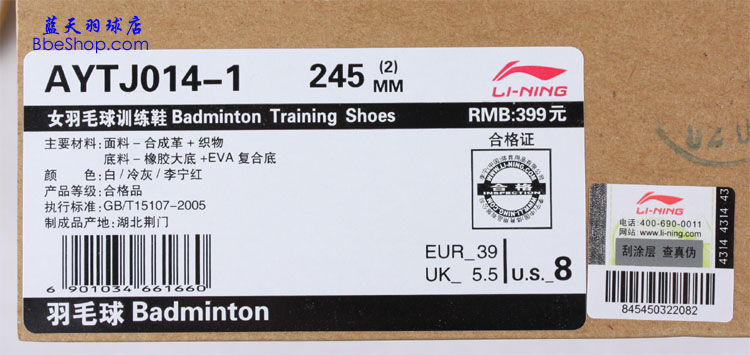 蓝天羽球店
BbeShop.com
AYTJ014-1 245 (2) MM
LI-NING
女羽毛球训练鞋 Badminton Training Shoes RMB:399元
主要材料: 面料 – 合成革 + 织物
底料 – 橡胶大底 +EVA 复合底
颜 色: 白 / 冷灰 / 李宁红
产品等级: 合格品
执行标准: GB/T15107-2005
制成品产地: 湖北荆门
合格证
合格
INSPECTION
6 901034 661660
EUR_39
UK_ 5.5
U.S._8
羽毛球 Badminton
LI-NING
电话:400-690-0011
网站:www.li-ning.com
刮涂层 查真伪
4314 4314 43
845450322082